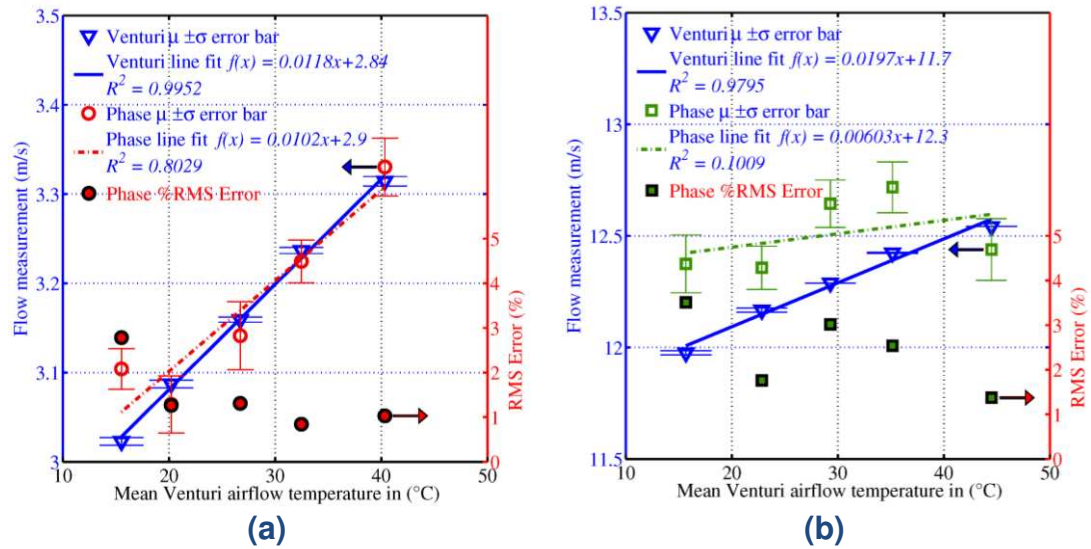 3.5
3.4
3.3
3.2
3.1
3
Flow measurement (m/s)
Venturi μ ±σ error bar
Venturi line fit f(x) = 0.0118x+2.84
R² = 0.9952
Phase μ ±σ error bar
Phase line fit f(x) = 0.0102x+2.9
R² = 0.8029
Phase %RMS Error
5
4
3
2
1
0
RMS Error (%)
10 20 30 40 50
Mean Venturi airflow temperature in (°C)
(a)
13.5
13
12.5
12
11.5
Flow measurement (m/s)
Venturi μ ±σ error bar
Venturi line fit f(x) = 0.0197x+11.7
R² = 0.9795
Phase μ ±σ error bar
Phase line fit f(x) = 0.00603x+12.3
R² = 0.1009
Phase %RMS Error
5
4
3
2
1
0
RMS Error (%)
10 20 30 40 50
Mean Venturi airflow temperature in (°C)
(b)